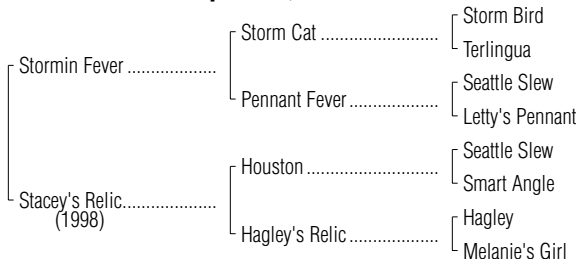 Storm Bird
Storm Cat ......................
Terlingua
Stormin Fever ...................
Seattle Slew
Pennant Fever ...................
Letty's Pennant
Seattle Slew
Houston ..........................
Smart Angle
Stacey's Relic....................
(1998)
Hagley
Hagley's Relic ...................
Melanie's Girl